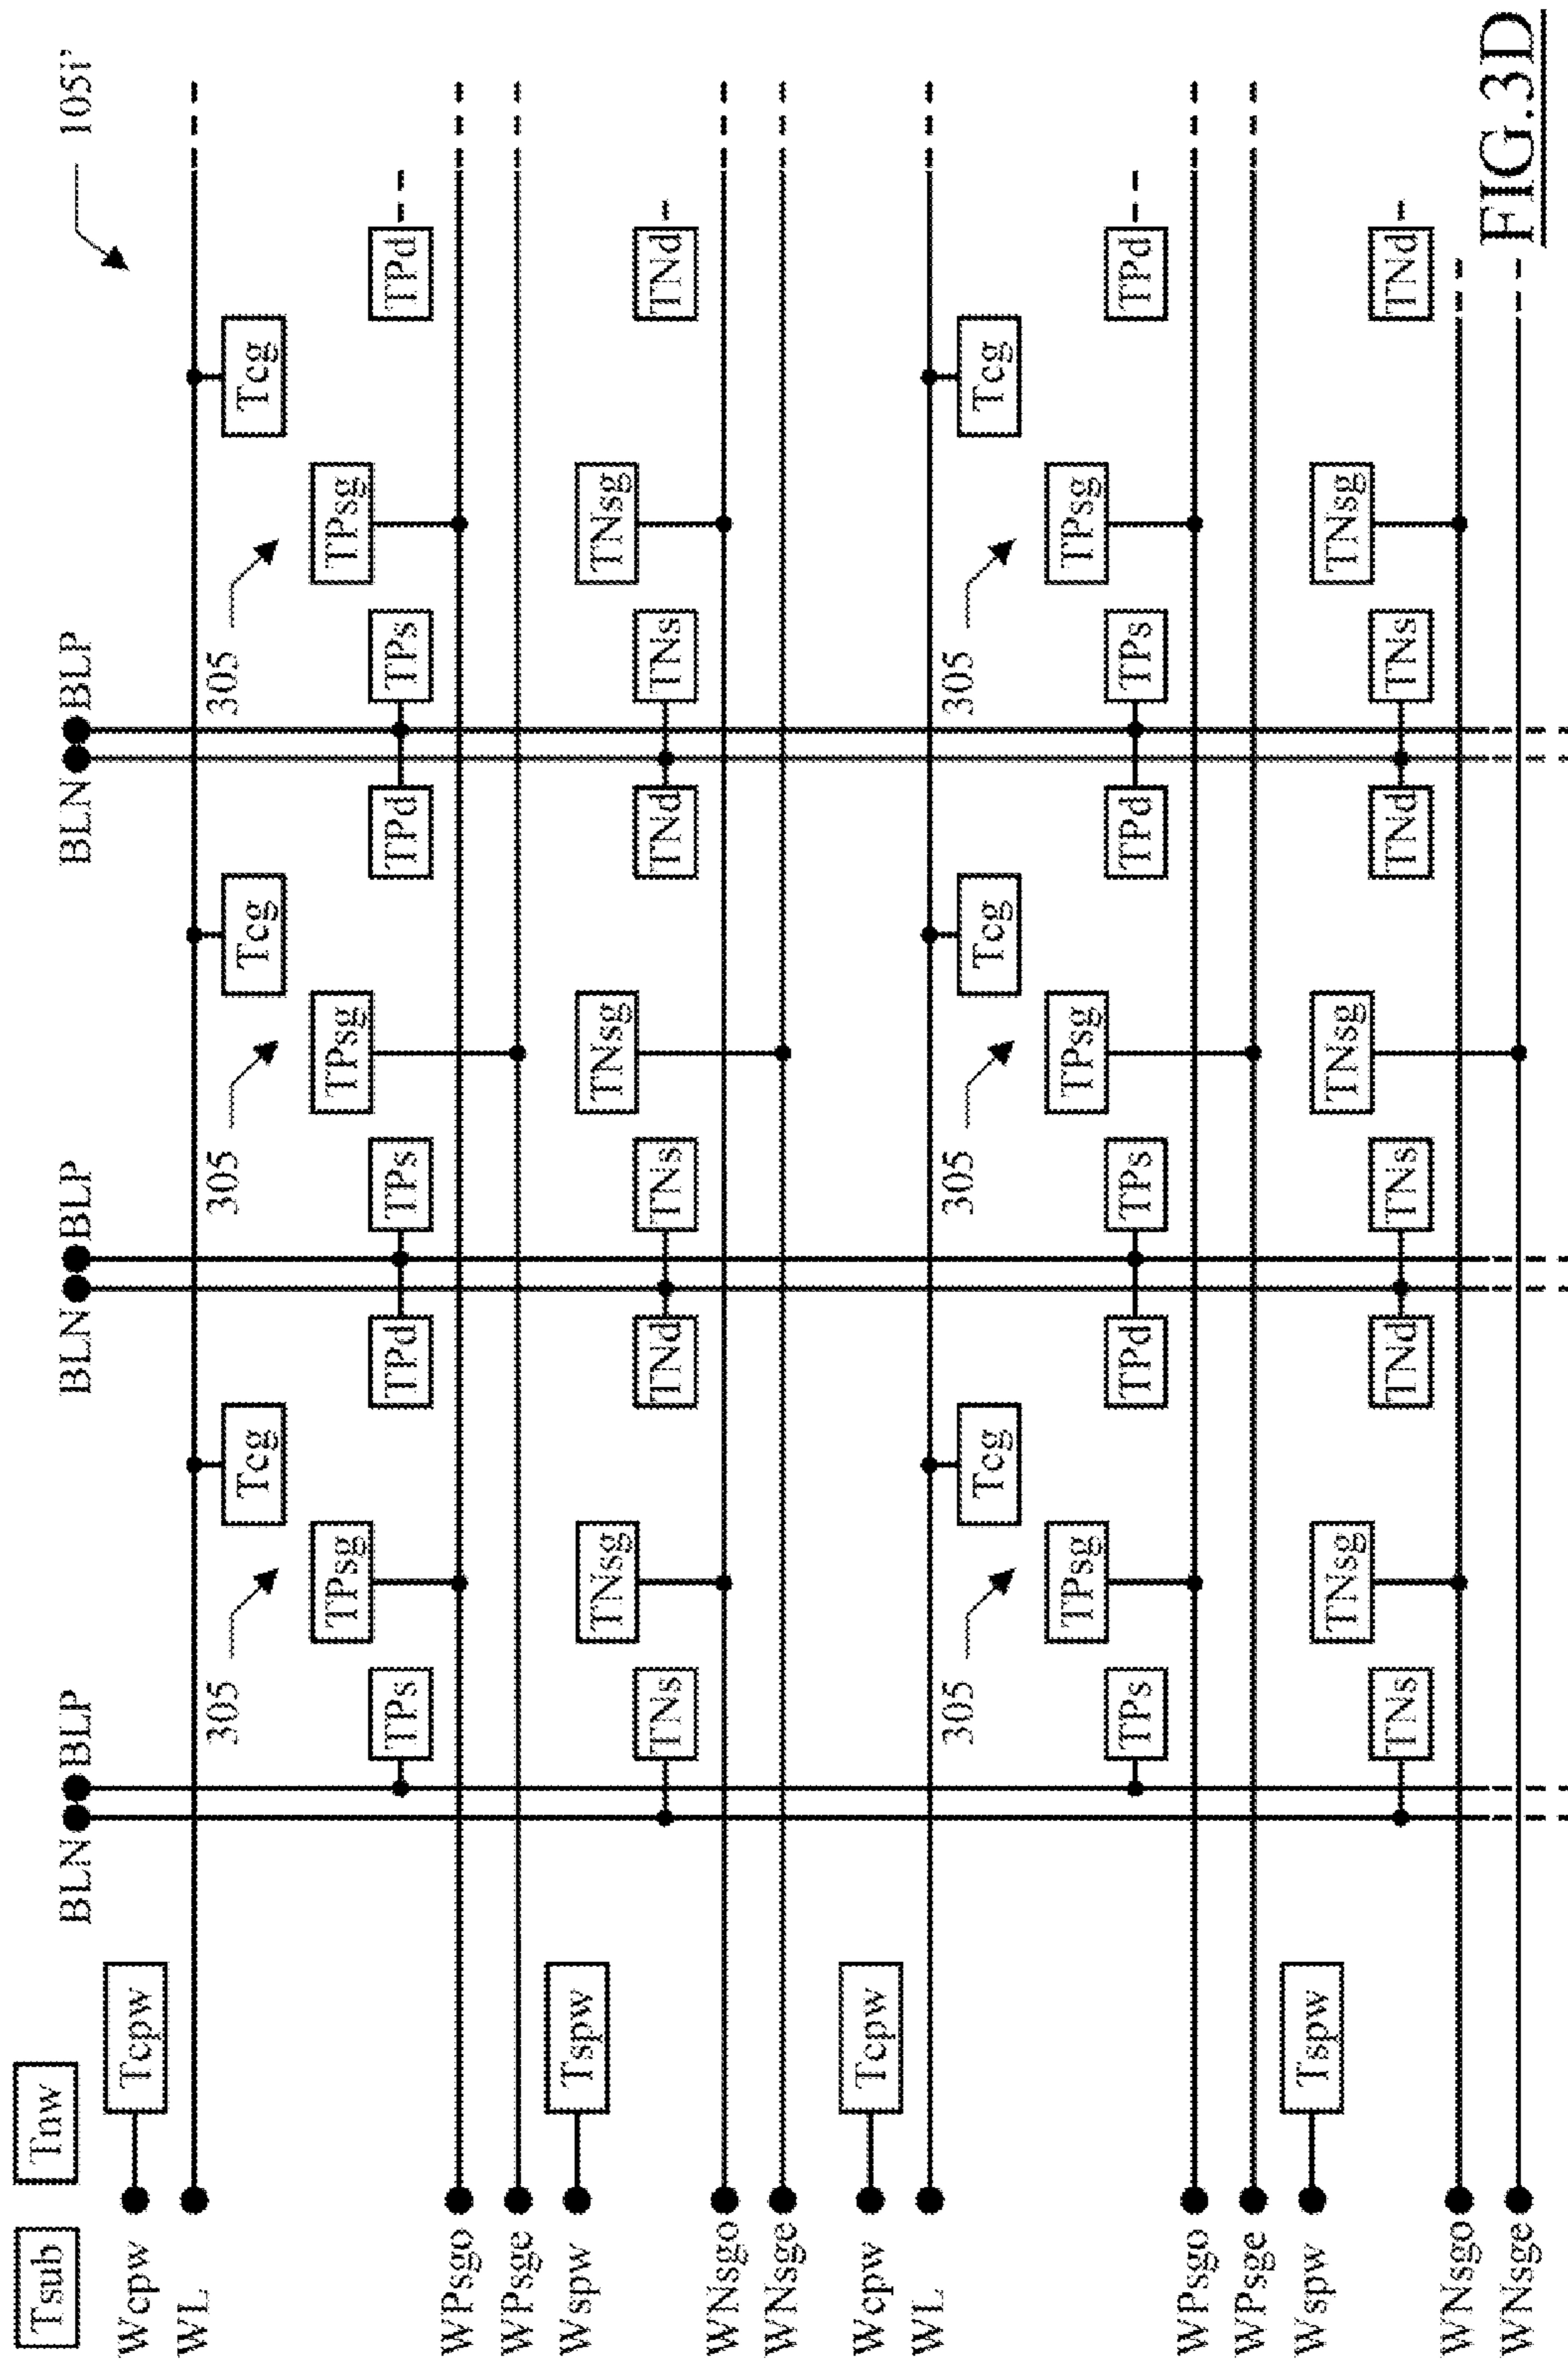 Tsub Tnw
BLN BLP BLN BLP BLN BLP 105i'
Wcpw Tcpw
WL
305 305 305
Tcg Tcg Tcg
TPsg TPsg TPsg
TPs TPd TPs TPd TPs TPd
WPsgo
WPsge
Wspw Tspw
TNsg TNsg TNsg
TNs TNd TNs TNd TNs TNd
WNsgo
WNsge
Wcpw Tcpw
WL
305 305 305
Tcg Tcg Tcg
TPsg TPsg TPsg
TPs TPd TPs TPd TPs TPd
WPsgo
WPsge
Wspw Tspw
TNsg TNsg TNsg
TNs TNd TNs TNd TNs TNd
WNsgo
WNsge
FIG.3D